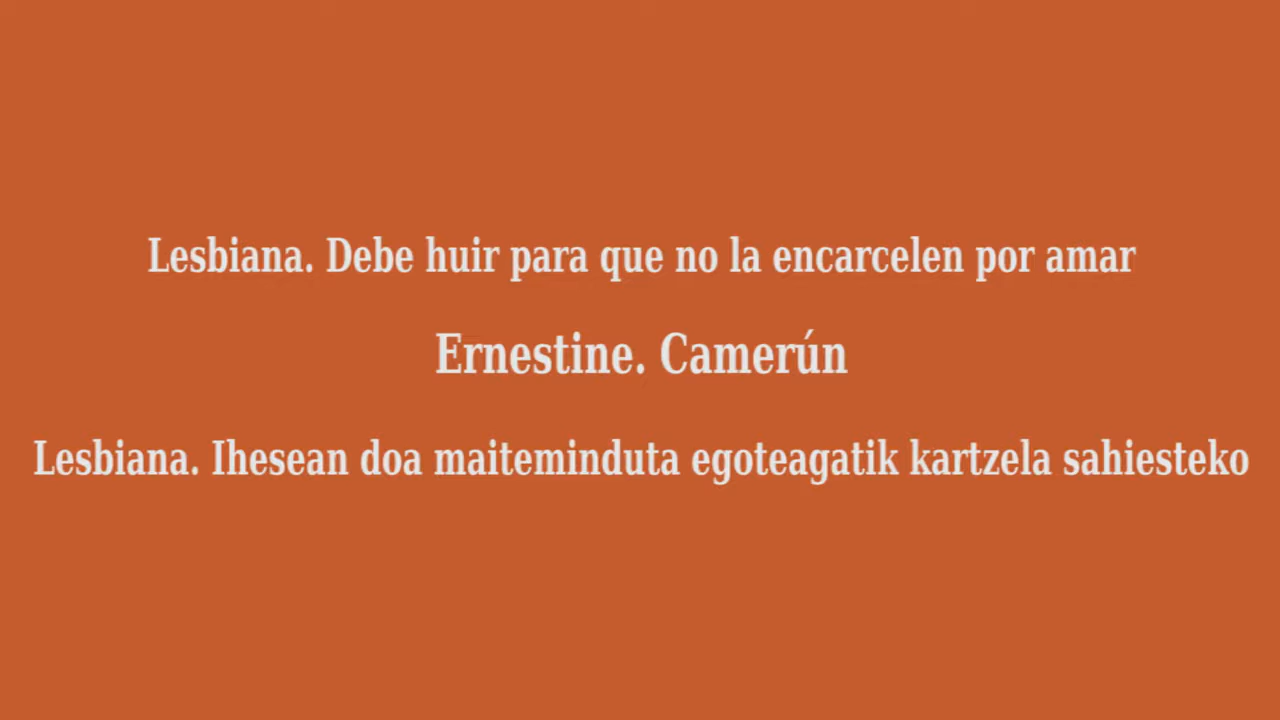 Lesbiana. Debe huir para que no la encarcelen por amar
Ernestine. Camerún
Lesbiana. Ihesean doa maiteminduta egoteagatik kartzela sahiesteko